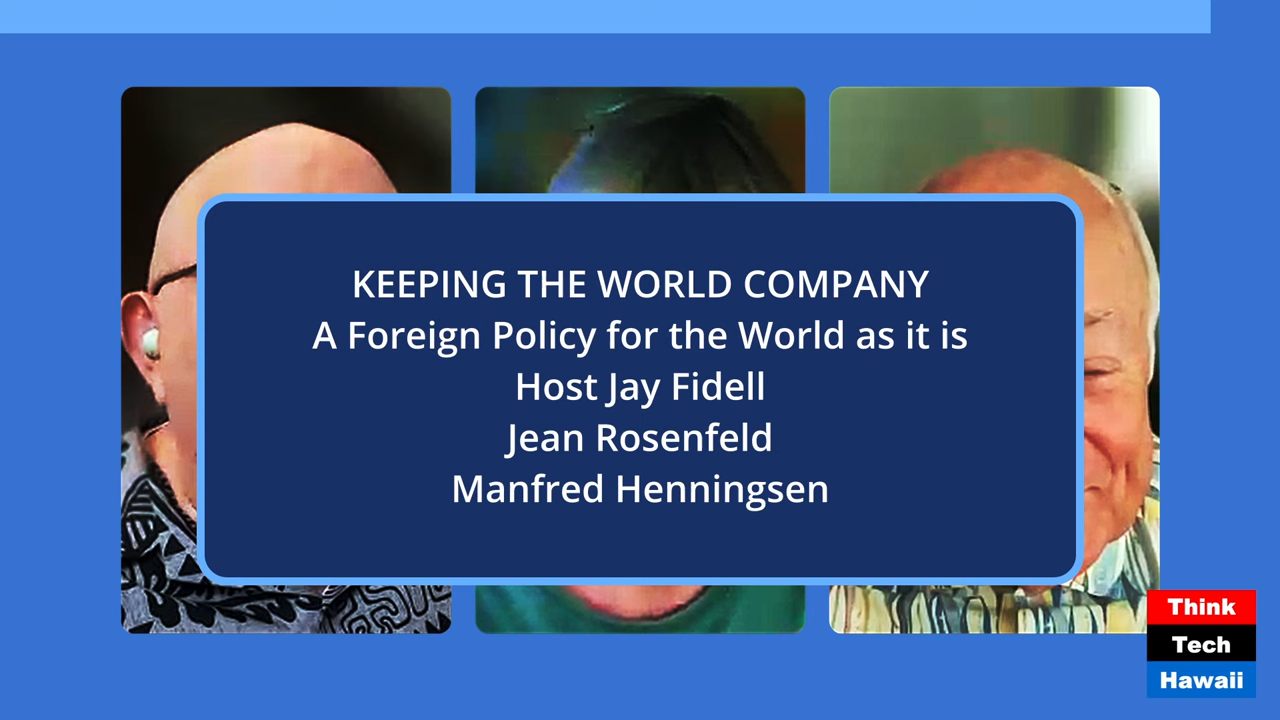 KEEPING THE WORLD COMPANY
A Foreign Policy for the World as it is
Host Jay Fidell
Jean Rosenfeld
Manfred Henningsen
Think
Tech
Hawaii